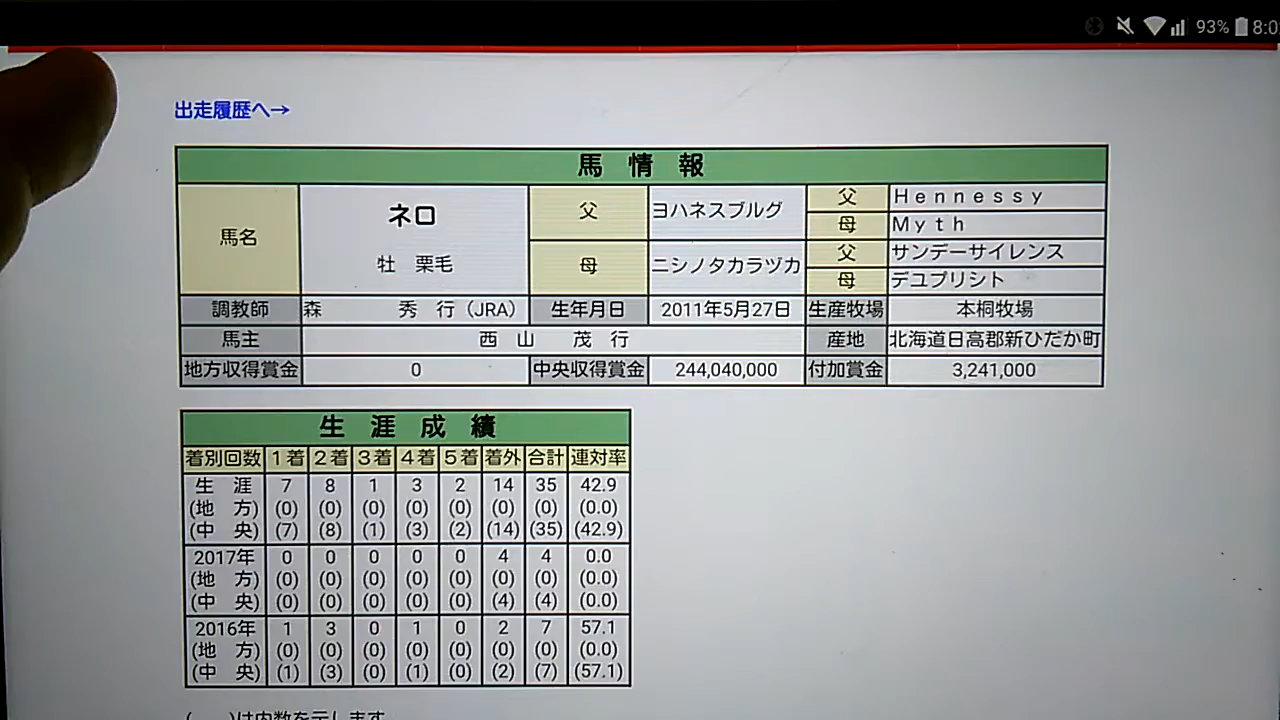 93% 8:0
出走履歴へ→
馬 情 報
馬名 ネロ 牡 栗毛 父 ヨハネスブルグ 父 Ｈｅｎｎｅｓｓｙ
母 Ｍｙｔｈ
母 ニシノタカラヅカ 父 サンデーサイレンス
母 デユプリシト
調教師 森 秀 行（JRA） 生年月日 2011年5月27日 生産牧場 本桐牧場
馬主 西 山 茂 行 産地 北海道日高郡新ひだか町
地方収得賞金 0 中央収得賞金 244,040,000 付加賞金 3,241,000
生 涯 成 績
着別回数 １着 ２着 ３着 ４着 ５着 着外 合計 連対率
生 涯 7 8 1 3 2 14 35 42.9
(地 方) (0) (0) (0) (0) (0) (0) (0) (0.0)
(中 央) (7) (8) (1) (3) (2) (14) (35) (42.9)
2017年 0 0 0 0 0 4 4 0.0
(地 方) (0) (0) (0) (0) (0) (0) (0) (0.0)
(中 央) (0) (0) (0) (0) (0) (4) (4) (0.0)
2016年 1 3 0 1 0 2 7 57.1
(地 方) (0) (0) (0) (0) (0) (0) (0) (0.0)
(中 央) (1) (3) (0) (1) (0) (2) (7) (57.1)
( )は内数を示します